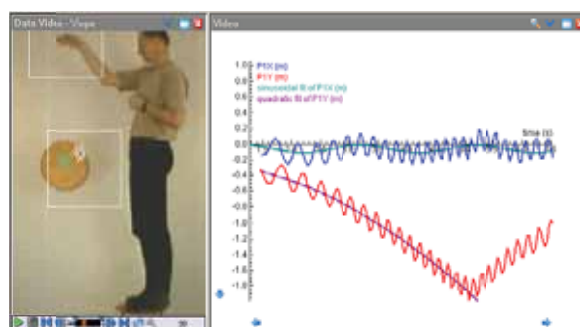 Data Video - Yoyo
Video
P1X (m)
P1Y (m)
sinusoidal fit of P1X (m)
quadratic fit of P1Y (m)
time (s)
1.0
0.8
0.6
0.4
0.2
0.0
-0.2
-0.4
-0.6
-0.8
-1.0
-1.2
-1.4
-1.6
-1.8